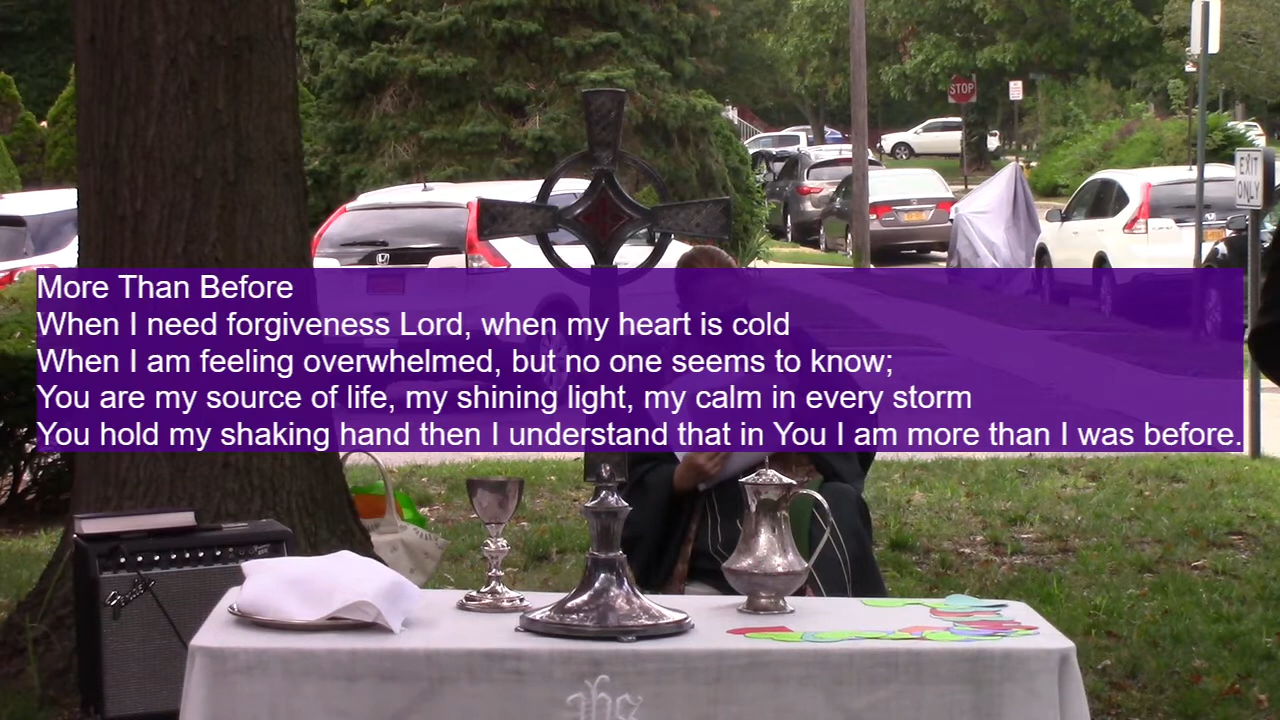 STOP
EXIT
ONLY
More Than Before
When I need forgiveness Lord, when my heart is cold
When I am feeling overwhelmed, but no one seems to know;
You are my source of life, my shining light, my calm in every storm
You hold my shaking hand then I understand that in You I am more than I was before.
Fender
ihs